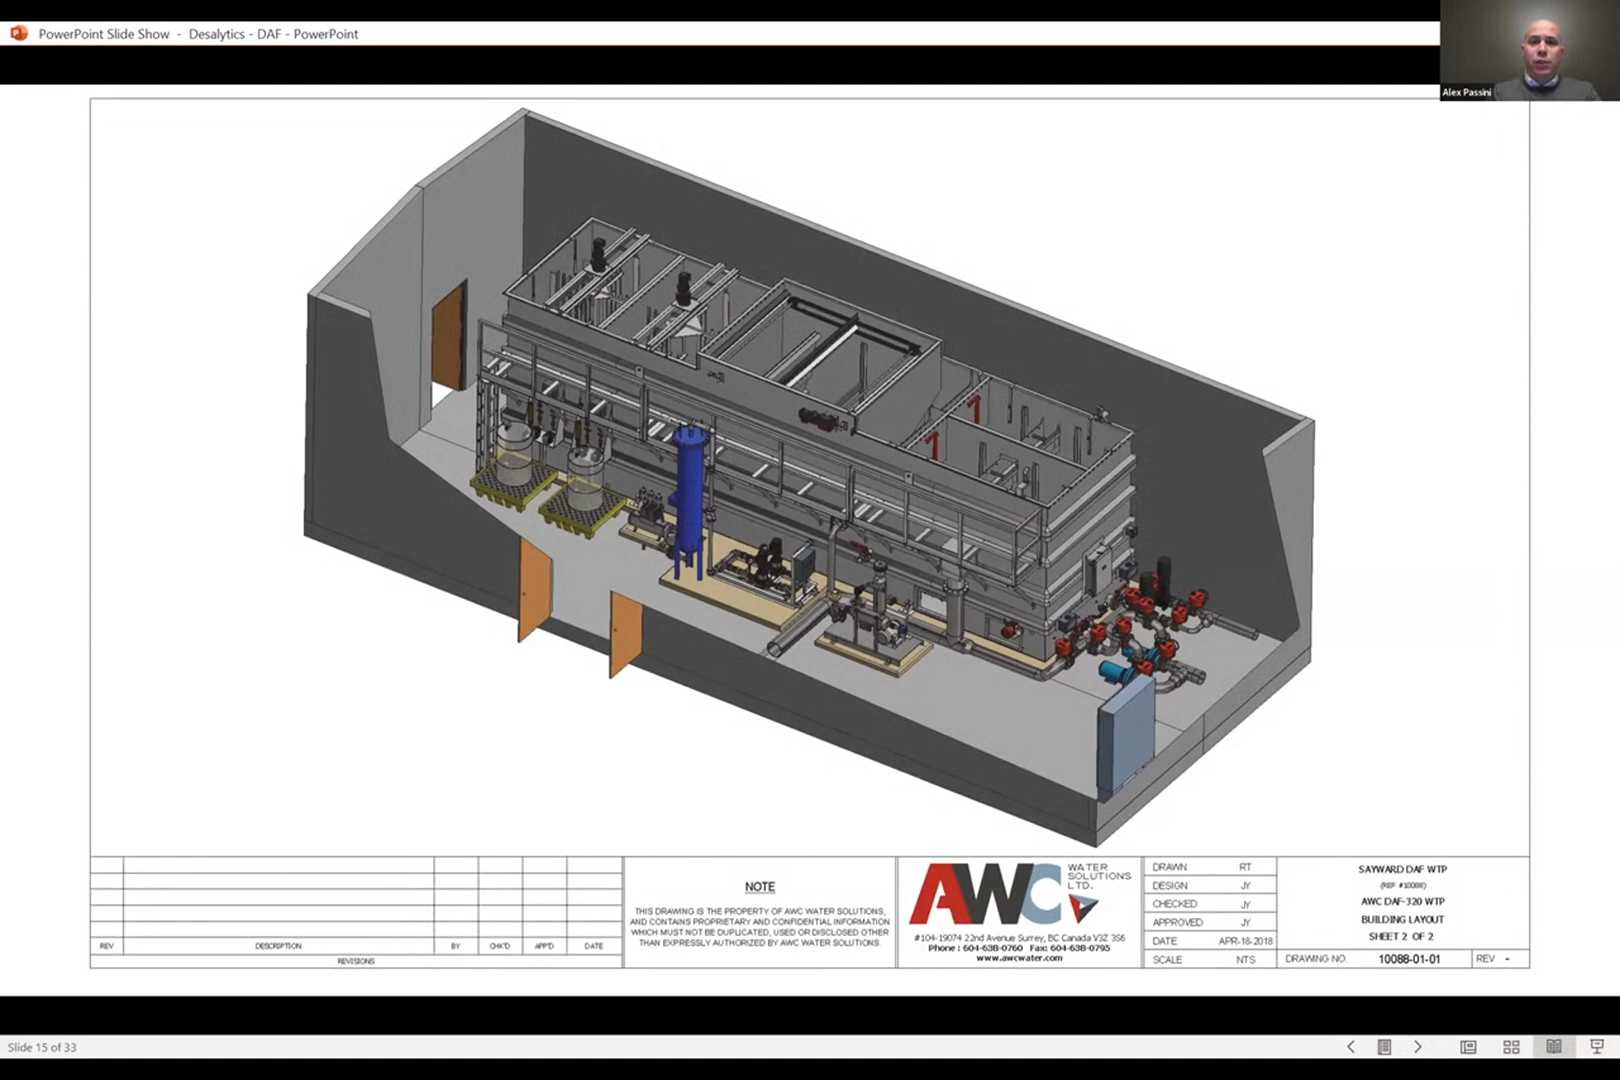 PowerPoint Slide Show - Desalytics - DAF - PowerPoint
Alex Passini
REV DESCRIPTION BY CHK'D APP'D DATE
REVISIONS
NOTE
THIS DRAWING IS THE PROPERTY OF AWC WATER SOLUTIONS,
AND CONTAINS PROPRIETARY AND CONFIDENTIAL INFORMATION
WHICH MUST NOT BE DUPLICATED, USED OR DISCLOSED OTHER
THAN EXPRESSLY AUTHORIZED BY AWC WATER SOLUTIONS.
AWC
WATER
SOLUTIONS
LTD.
#104-19074 22nd Avenue Surrey, BC Canada V3Z 3S6
Phone : 604-638-0760 Fax: 604-638-0795
www.awcwater.com
DRAWN RT
DESIGN JY
CHECKED JY
APPROVED JY
DATE APR-18-2018
SCALE NTS
SAYWARD DAF WTP
(REF #10088)
AWC DAF-320 WTP
BUILDING LAYOUT
SHEET 2 OF 2
DRAWING NO. 10088-01-01 REV -
Slide 15 of 33